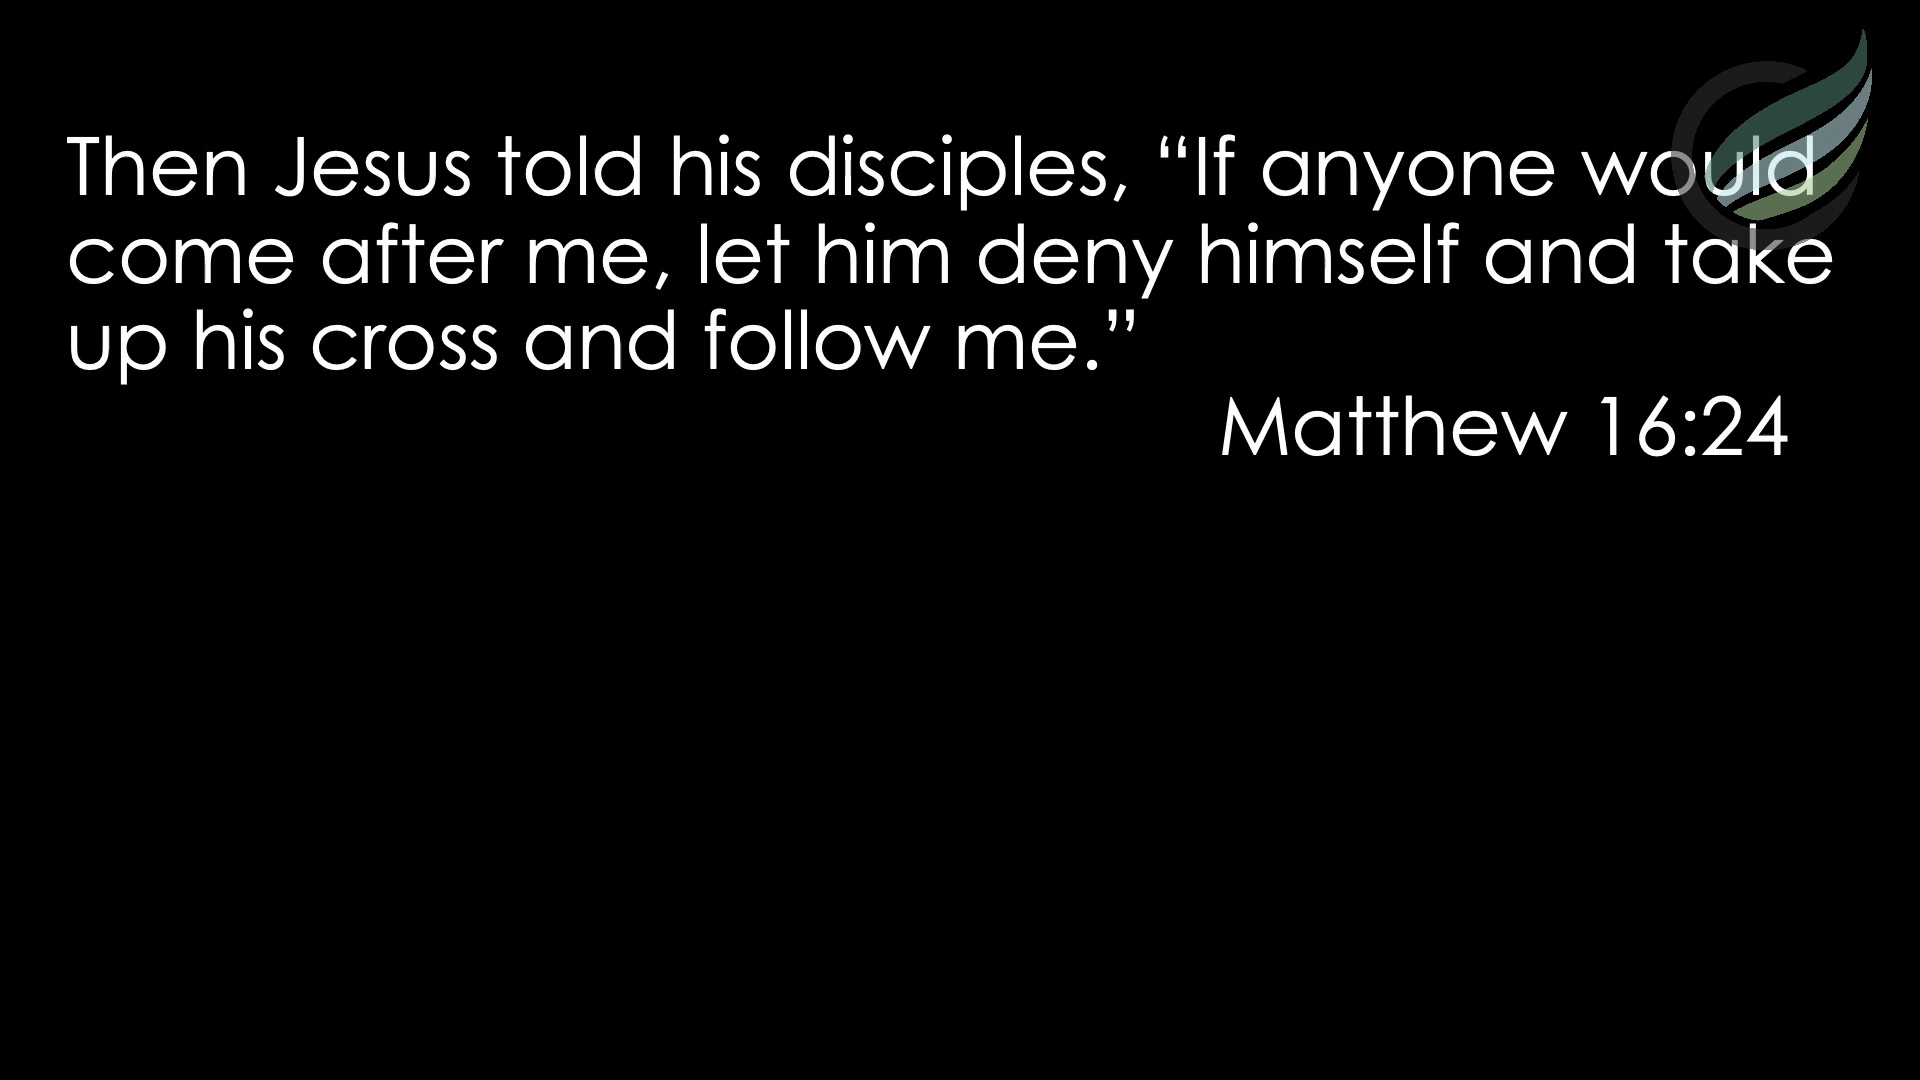 Then Jesus told his disciples, “If anyone would
come after me, let him deny himself and take
up his cross and follow me.”
Matthew 16:24